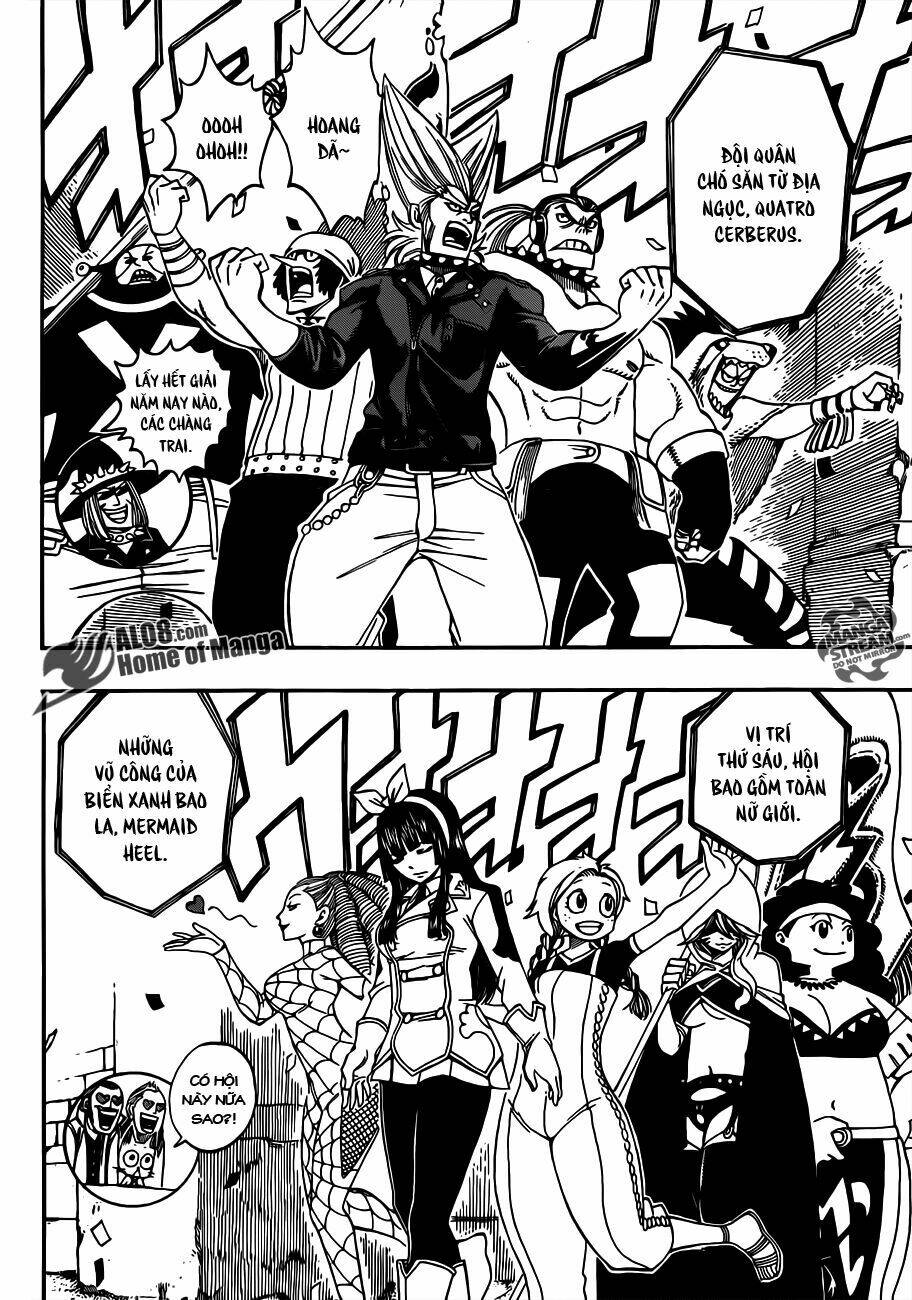 ĐỘI QUÂN
CHÓ SĂN TỪ ĐỊA
NGỤC, QUATRO
CERBERUS.
HOANG
DÃ~
OOOH
OHOH!!
LẤY HẾT GIẢI
NĂM NAY NÀO,
CÁC CHÀNG
TRAI.
ALO8.com
Home of Manga
MANGA
STREAM.com
DO NOT MIRROR
VỊ TRÍ
THỨ SÁU, HỘI
BAO GỒM TOÀN
NỮ GIỚI.
NHỮNG
VŨ CÔNG CỦA
BIỂN XANH BAO
LA, MERMAID
HEEL.
CÓ HỘI
NÀY NỮA
SAO?!